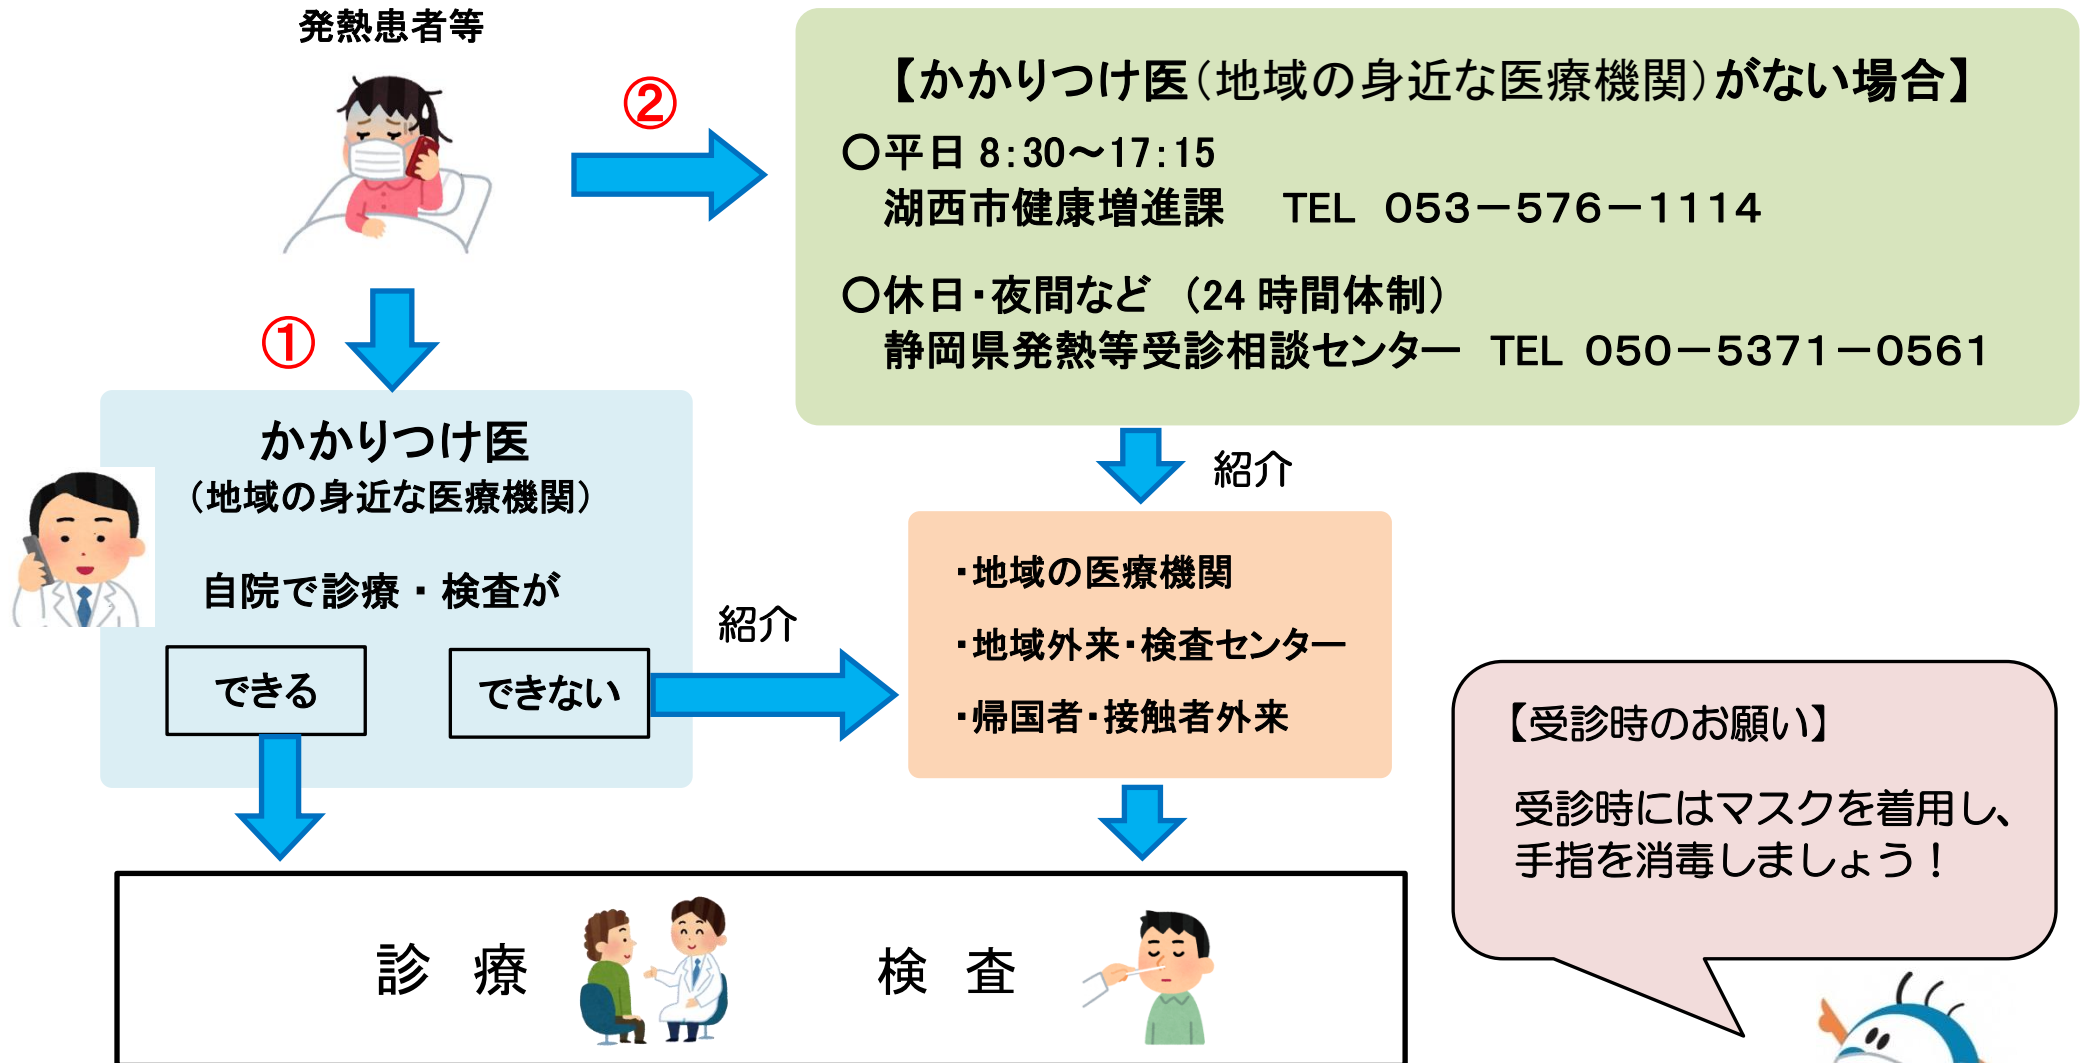 発熱患者等
②
【かかりつけ医（地域の身近な医療機関）がない場合】
〇平日 8：30～17：15
湖西市健康増進課 TEL ０５３－５７６－１１１４
〇休日・夜間など （24 時間体制）
静岡県発熱等受診相談センター TEL ０５０－５３７１－０５６１
①
かかりつけ医
（地域の身近な医療機関）
自院で診療・検査が
できる
できない
紹介
紹介
・地域の医療機関
・地域外来・検査センター
・帰国者・接触者外来
【受診時のお願い】
受診時にはマスクを着用し、
手指を消毒しましょう！
診 療
検 査